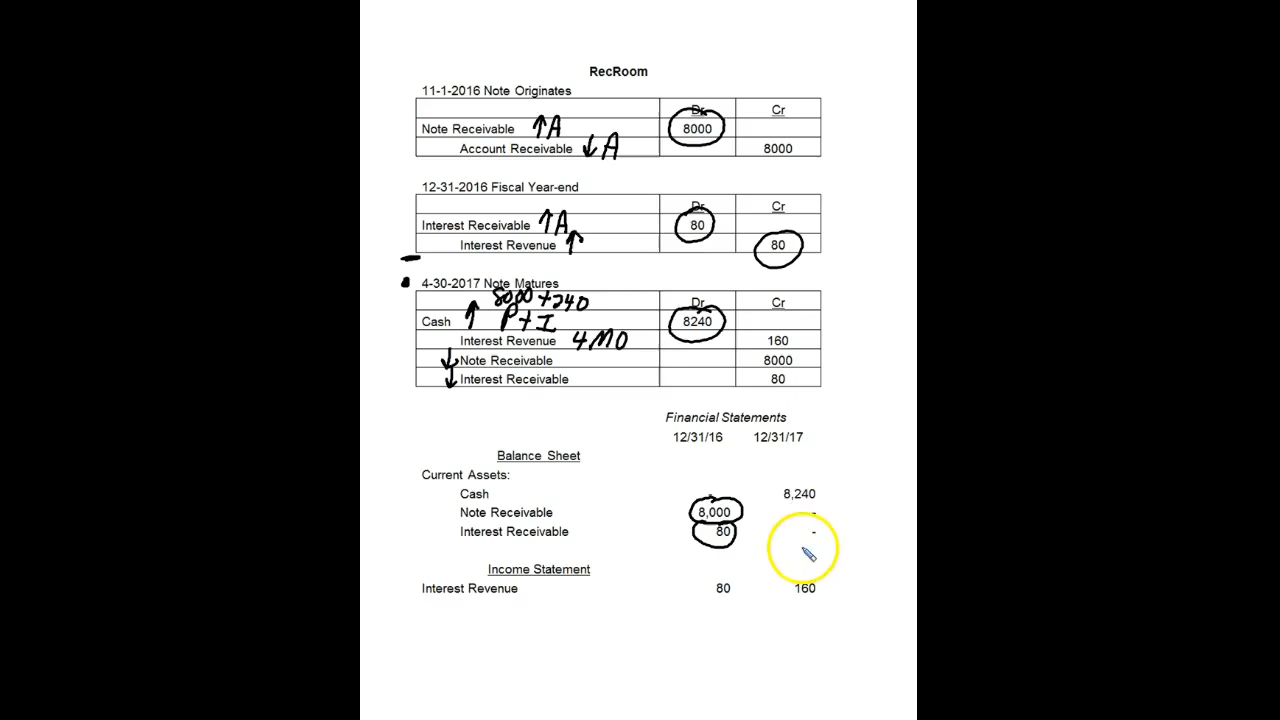 RecRoom
11-1-2016 Note Originates
Dr Cr
Note Receivable ↑A 8000
Account Receivable ↓A 8000
12-31-2016 Fiscal Year-end
Dr Cr
Interest Receivable ↑A 80
Interest Revenue ↑ 80
4-30-2017 Note Matures
8000 + 240
Dr Cr
Cash ↑ P + I 8240
Interest Revenue 4 MO 160
↓ Note Receivable 8000
↓ Interest Receivable 80
Financial Statements
12/31/16 12/31/17
Balance Sheet
Current Assets:
Cash - 8,240
Note Receivable 8,000 -
Interest Receivable 80 -
Income Statement
Interest Revenue 80 160